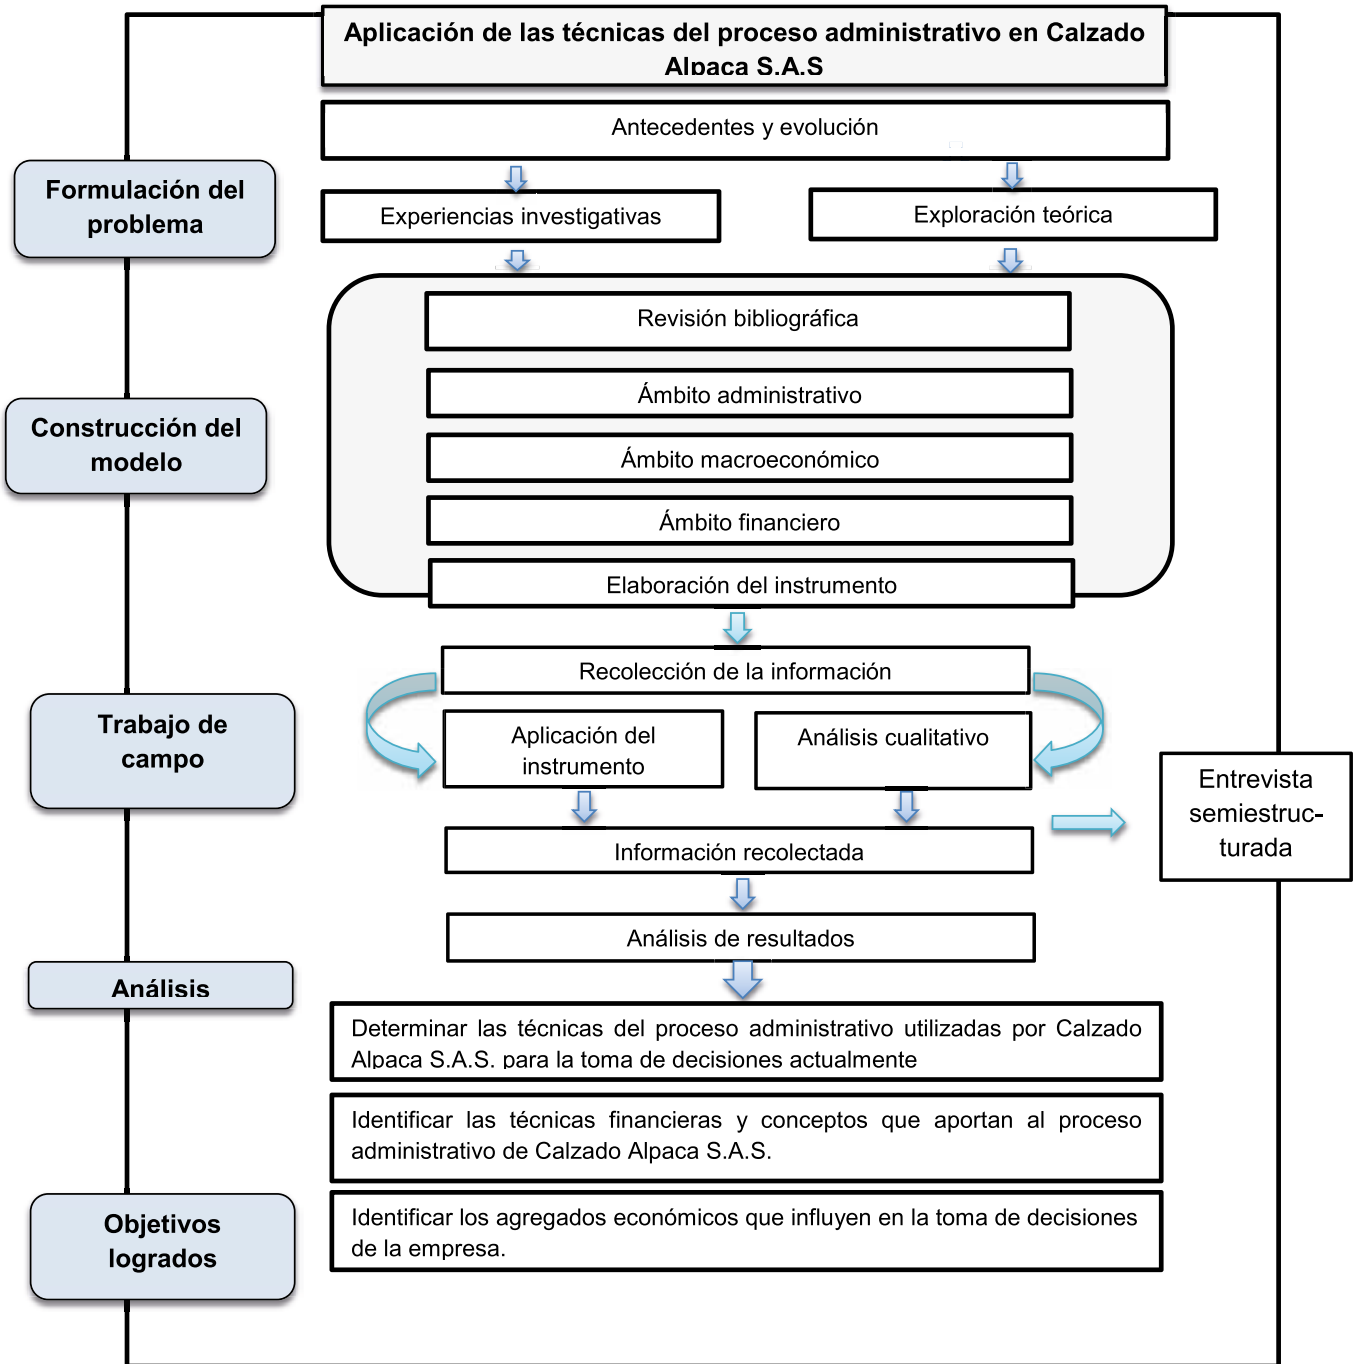 Aplicación de las técnicas del proceso administrativo en Calzado
Alpaca S.A.S
Antecedentes y evolución
Formulación del
problema
Experiencias investigativas
Exploración teórica
Revisión bibliográfica
Ámbito administrativo
Construcción del
modelo
Ámbito macroeconómico
Ámbito financiero
Elaboración del instrumento
Recolección de la información
Trabajo de
campo
Aplicación del
instrumento
Análisis cualitativo
Entrevista
semiestruc-
turada
Información recolectada
Análisis de resultados
Análisis
Determinar las técnicas del proceso administrativo utilizadas por Calzado
Alpaca S.A.S. para la toma de decisiones actualmente
Identificar las técnicas financieras y conceptos que aportan al proceso
administrativo de Calzado Alpaca S.A.S.
Objetivos
logrados
Identificar los agregados económicos que influyen en la toma de decisiones
de la empresa.